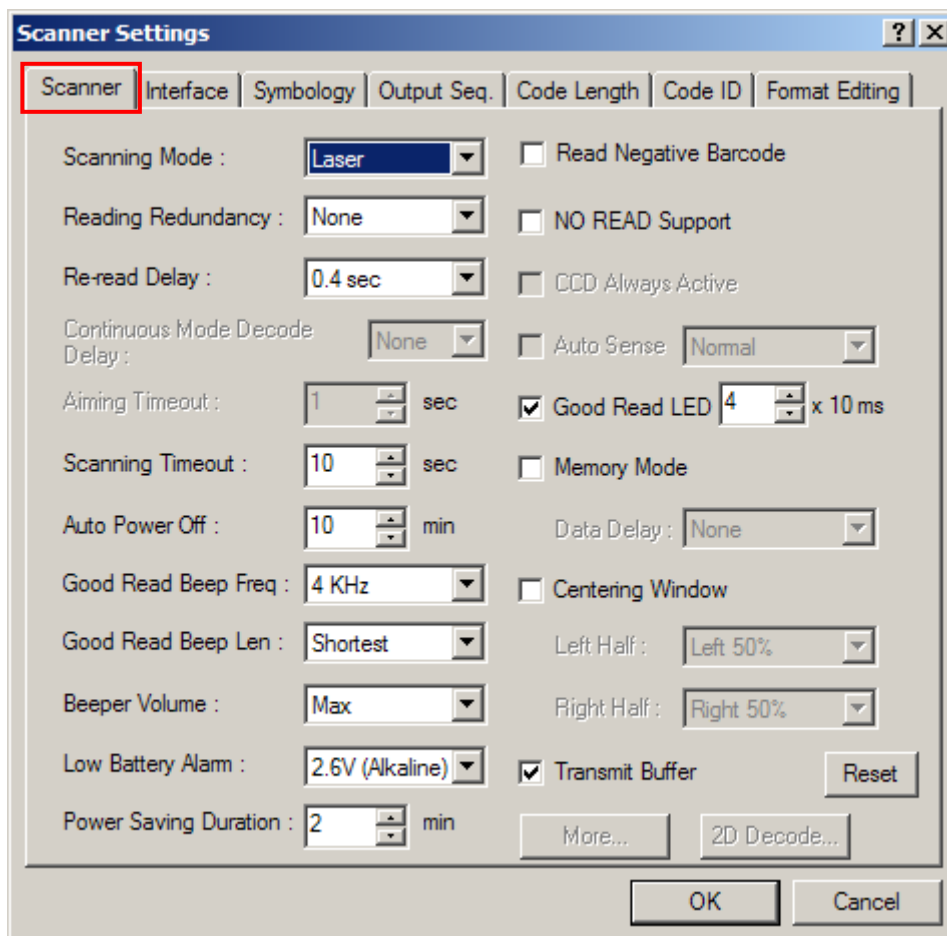 Scanner Settings
Scanner Interface Symbology Output Seq. Code Length Code ID Format Editing
Scanning Mode : Laser
Reading Redundancy : None
Re-read Delay : 0.4 sec
Continuous Mode Decode
Delay : None
Aiming Timeout : 1 sec
Scanning Timeout : 10 sec
Auto Power Off : 10 min
Good Read Beep Freq : 4 KHz
Good Read Beep Len : Shortest
Beeper Volume : Max
Low Battery Alarm : 2.6V (Alkaline)
Power Saving Duration : 2 min
Read Negative Barcode
NO READ Support
CCD Always Active
Auto Sense Normal
Good Read LED 4 x 10 ms
Memory Mode
Data Delay : None
Centering Window
Left Half : Left 50%
Right Half : Right 50%
Transmit Buffer Reset
More... 2D Decode...
OK Cancel